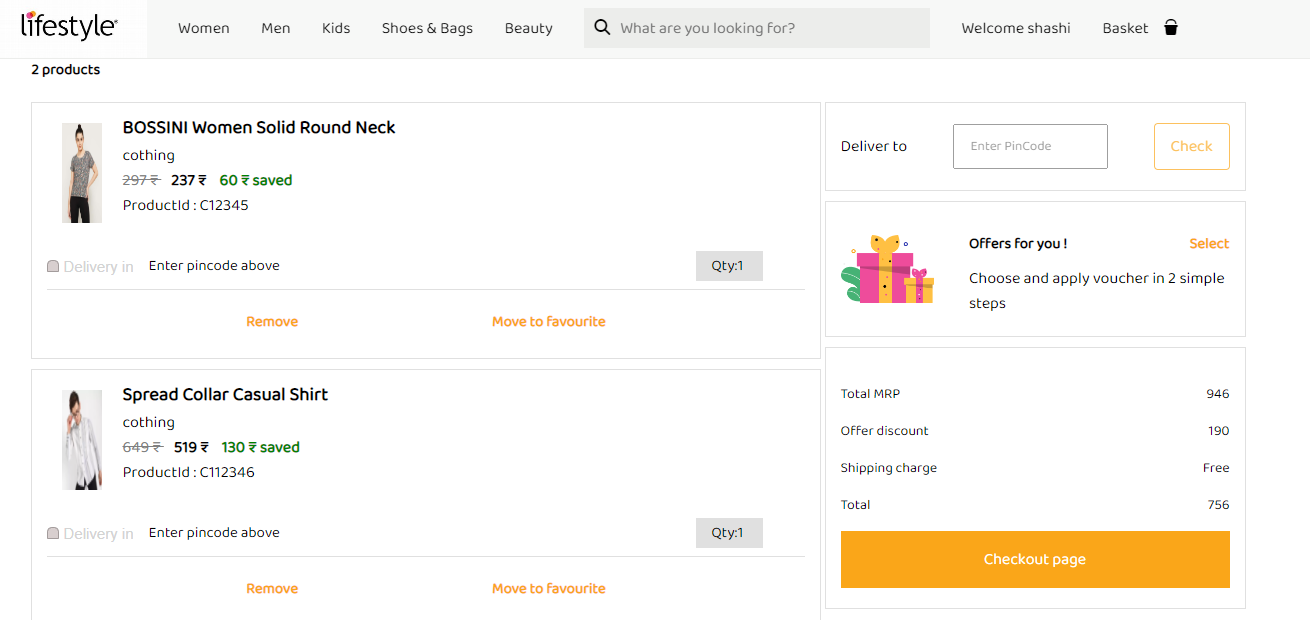 lifestyle
Women Men Kids Shoes & Bags Beauty What are you looking for? Welcome shashi Basket
2 products
BOSSINI Women Solid Round Neck
cothing
297 ₹ 237 ₹ 60 ₹ saved
ProductId : C12345
Delivery in Enter pincode above Qty:1
Remove Move to favourite
Spread Collar Casual Shirt
cothing
649 ₹ 519 ₹ 130 ₹ saved
ProductId : C112346
Delivery in Enter pincode above Qty:1
Remove Move to favourite
Deliver to Enter PinCode Check
Offers for you ! Select
Choose and apply voucher in 2 simple
steps
Total MRP 946
Offer discount 190
Shipping charge Free
Total 756
Checkout page